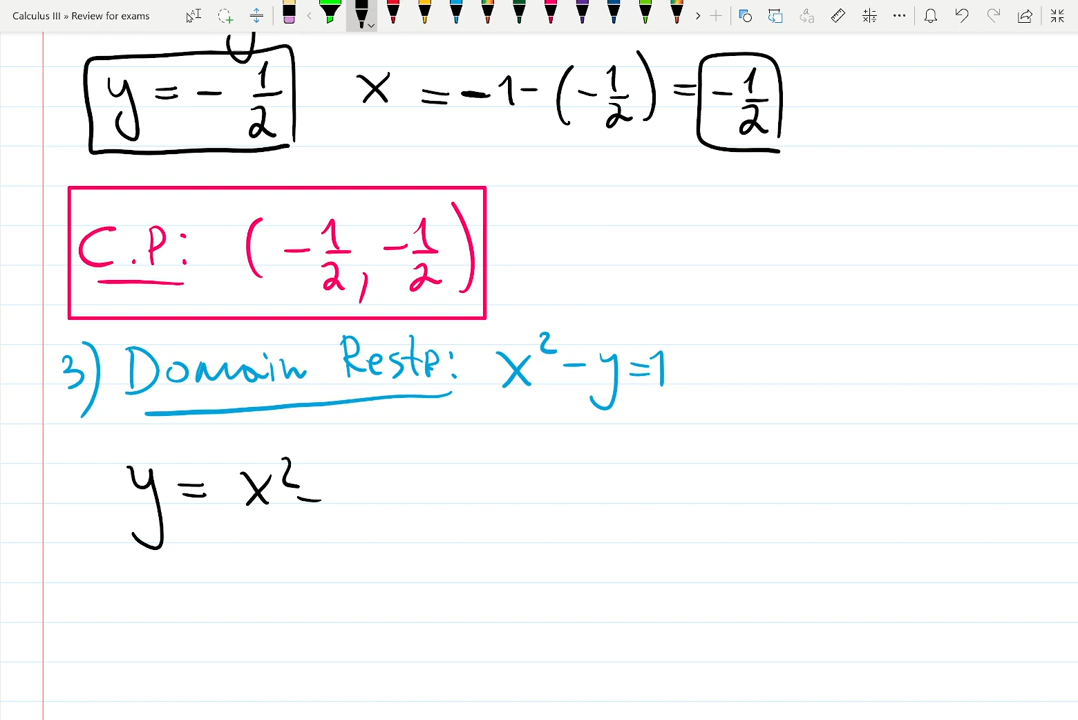 Calculus III » Review for exams
y = - 1/2 x = -1 - (-1/2) = -1/2
C.P: (-1/2, -1/2)
3) Domain Restr: x² - y = 1
y = x² -